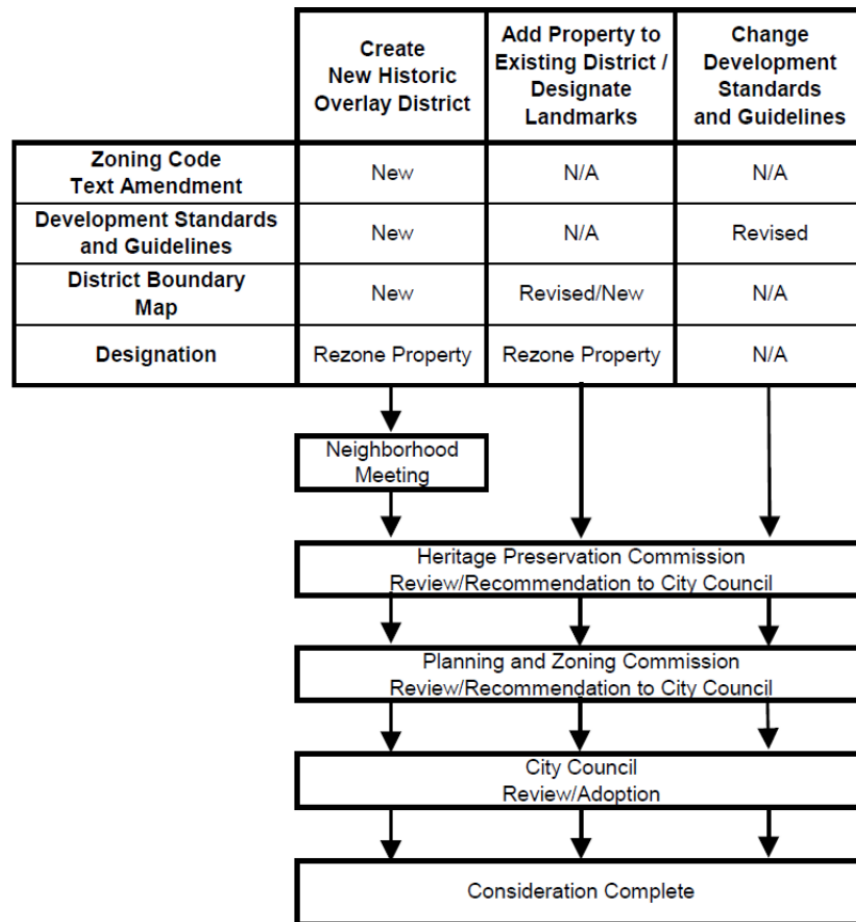 Create
New Historic
Overlay District
Add Property to
Existing District /
Designate
Landmarks
Change
Development
Standards
and Guidelines
Zoning Code
Text Amendment
New
N/A
N/A
Development Standards
and Guidelines
New
N/A
Revised
District Boundary
Map
New
Revised/New
N/A
Designation
Rezone Property
Rezone Property
N/A
Neighborhood
Meeting
Heritage Preservation Commission
Review/Recommendation to City Council
Planning and Zoning Commission
Review/Recommendation to City Council
City Council
Review/Adoption
Consideration Complete